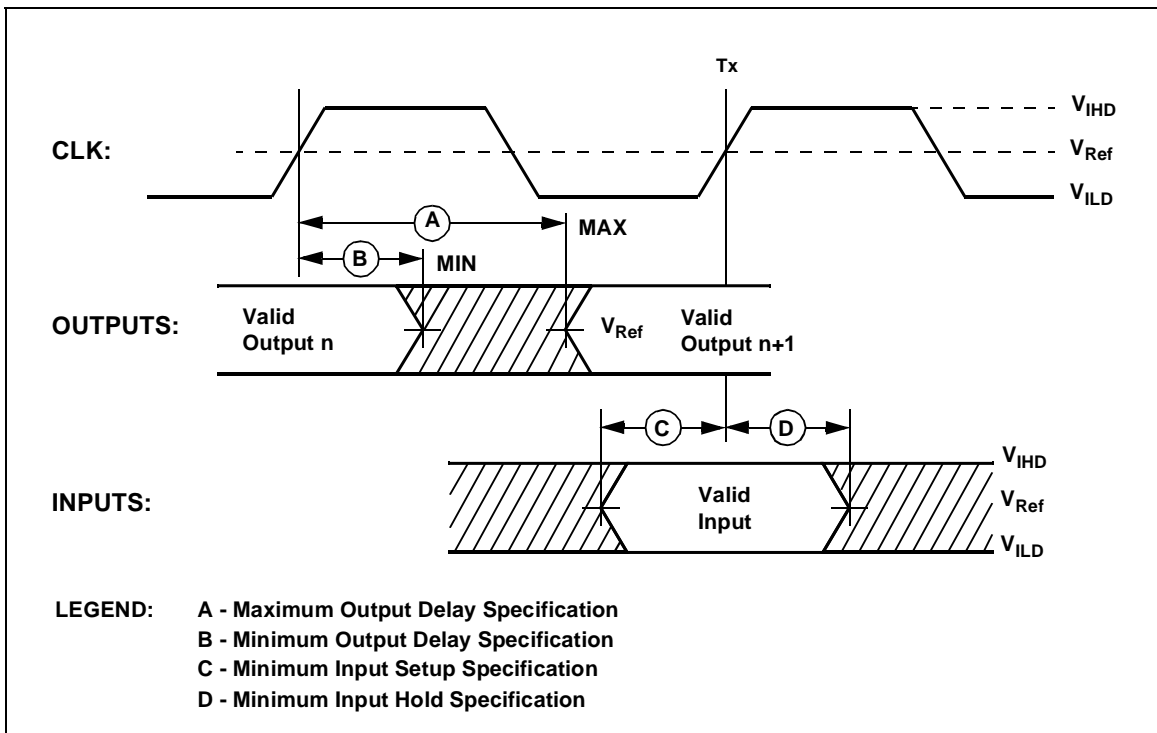 Tx
V_IHD
CLK:
V_Ref
V_ILD
A
MAX
B
MIN
OUTPUTS:
Valid
Output n
V_Ref
Valid
Output n+1
C
D
V_IHD
INPUTS:
Valid
Input
V_Ref
V_ILD
LEGEND:
A - Maximum Output Delay Specification
B - Minimum Output Delay Specification
C - Minimum Input Setup Specification
D - Minimum Input Hold Specification